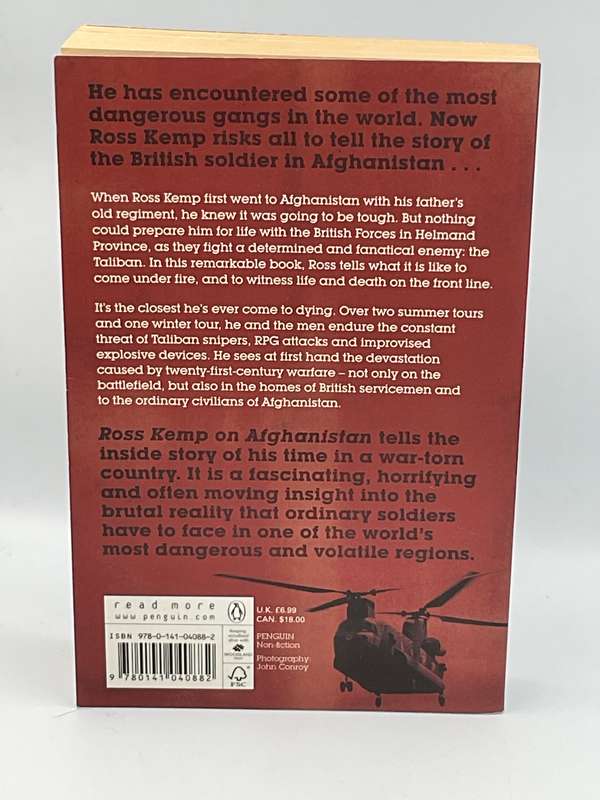 He has encountered some of the most
dangerous gangs in the world. Now
Ross Kemp risks all to tell the story of
the British soldier in Afghanistan . . .
When Ross Kemp first went to Afghanistan with his father's
old regiment, he knew it was going to be tough. But nothing
could prepare him for life with the British Forces in Helmand
Province, as they fight a determined and fanatical enemy: the
Taliban. In this remarkable book, Ross tells what it is like to
come under fire, and to witness life and death on the front line.
It's the closest he's ever come to dying. Over two summer tours
and one winter tour, he and the men endure the constant
threat of Taliban snipers, RPG attacks and improvised
explosive devices. He sees at first hand the devastation
caused by twenty-first-century warfare – not only on the
battlefield, but also in the homes of British servicemen and
to the ordinary civilians of Afghanistan.
Ross Kemp on Afghanistan tells the
inside story of his time in a war-torn
country. It is a fascinating, horrifying
and often moving insight into the
brutal reality that ordinary soldiers
have to face in one of the world's
most dangerous and volatile regions.
read more
www.penguin.com
ISBN 978-0-141-04088-2
9 780141 040882
WOODLAND
FSC
U.K. £6.99
CAN. $18.00
PENGUIN
Non-fiction
Photography:
John Conroy